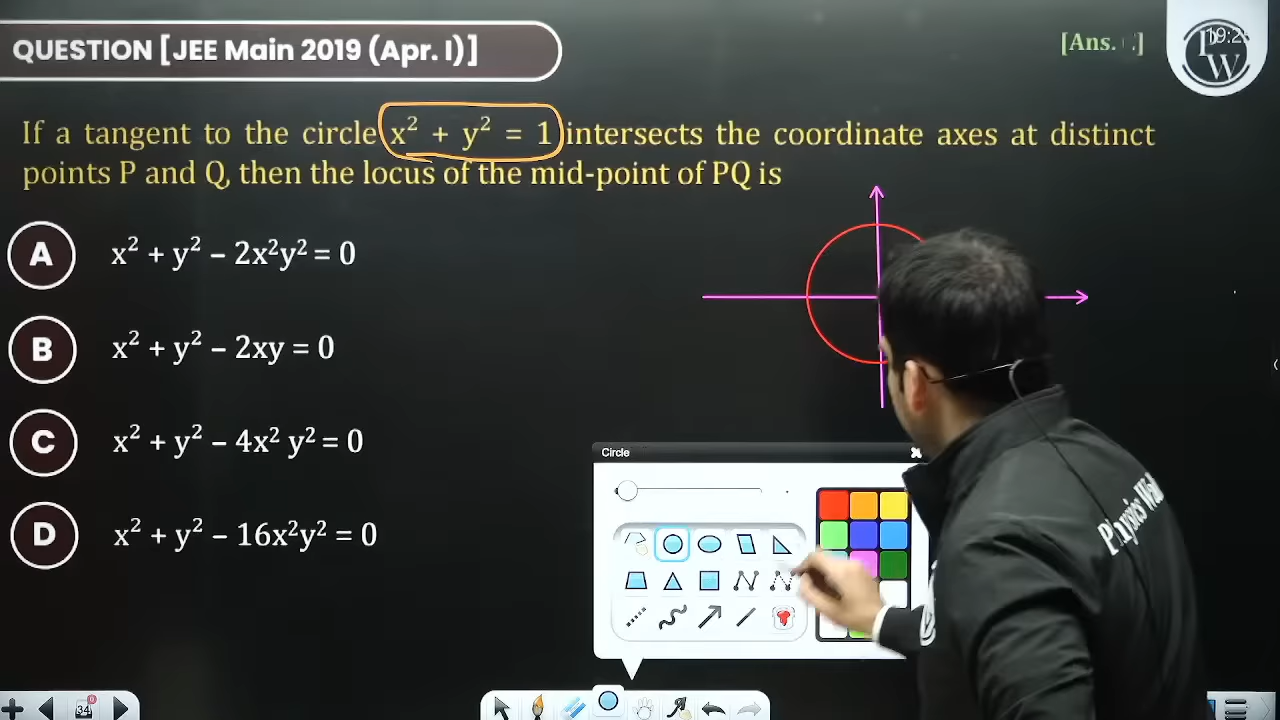 QUESTION [JEE Main 2019 (Apr. I)]
[Ans. ]
If a tangent to the circle x² + y² = 1 intersects the coordinate axes at distinct
points P and Q, then the locus of the mid-point of PQ is
A x² + y² – 2x²y² = 0
B x² + y² – 2xy = 0
C x² + y² – 4x² y² = 0
D x² + y² – 16x²y² = 0
Circle
34